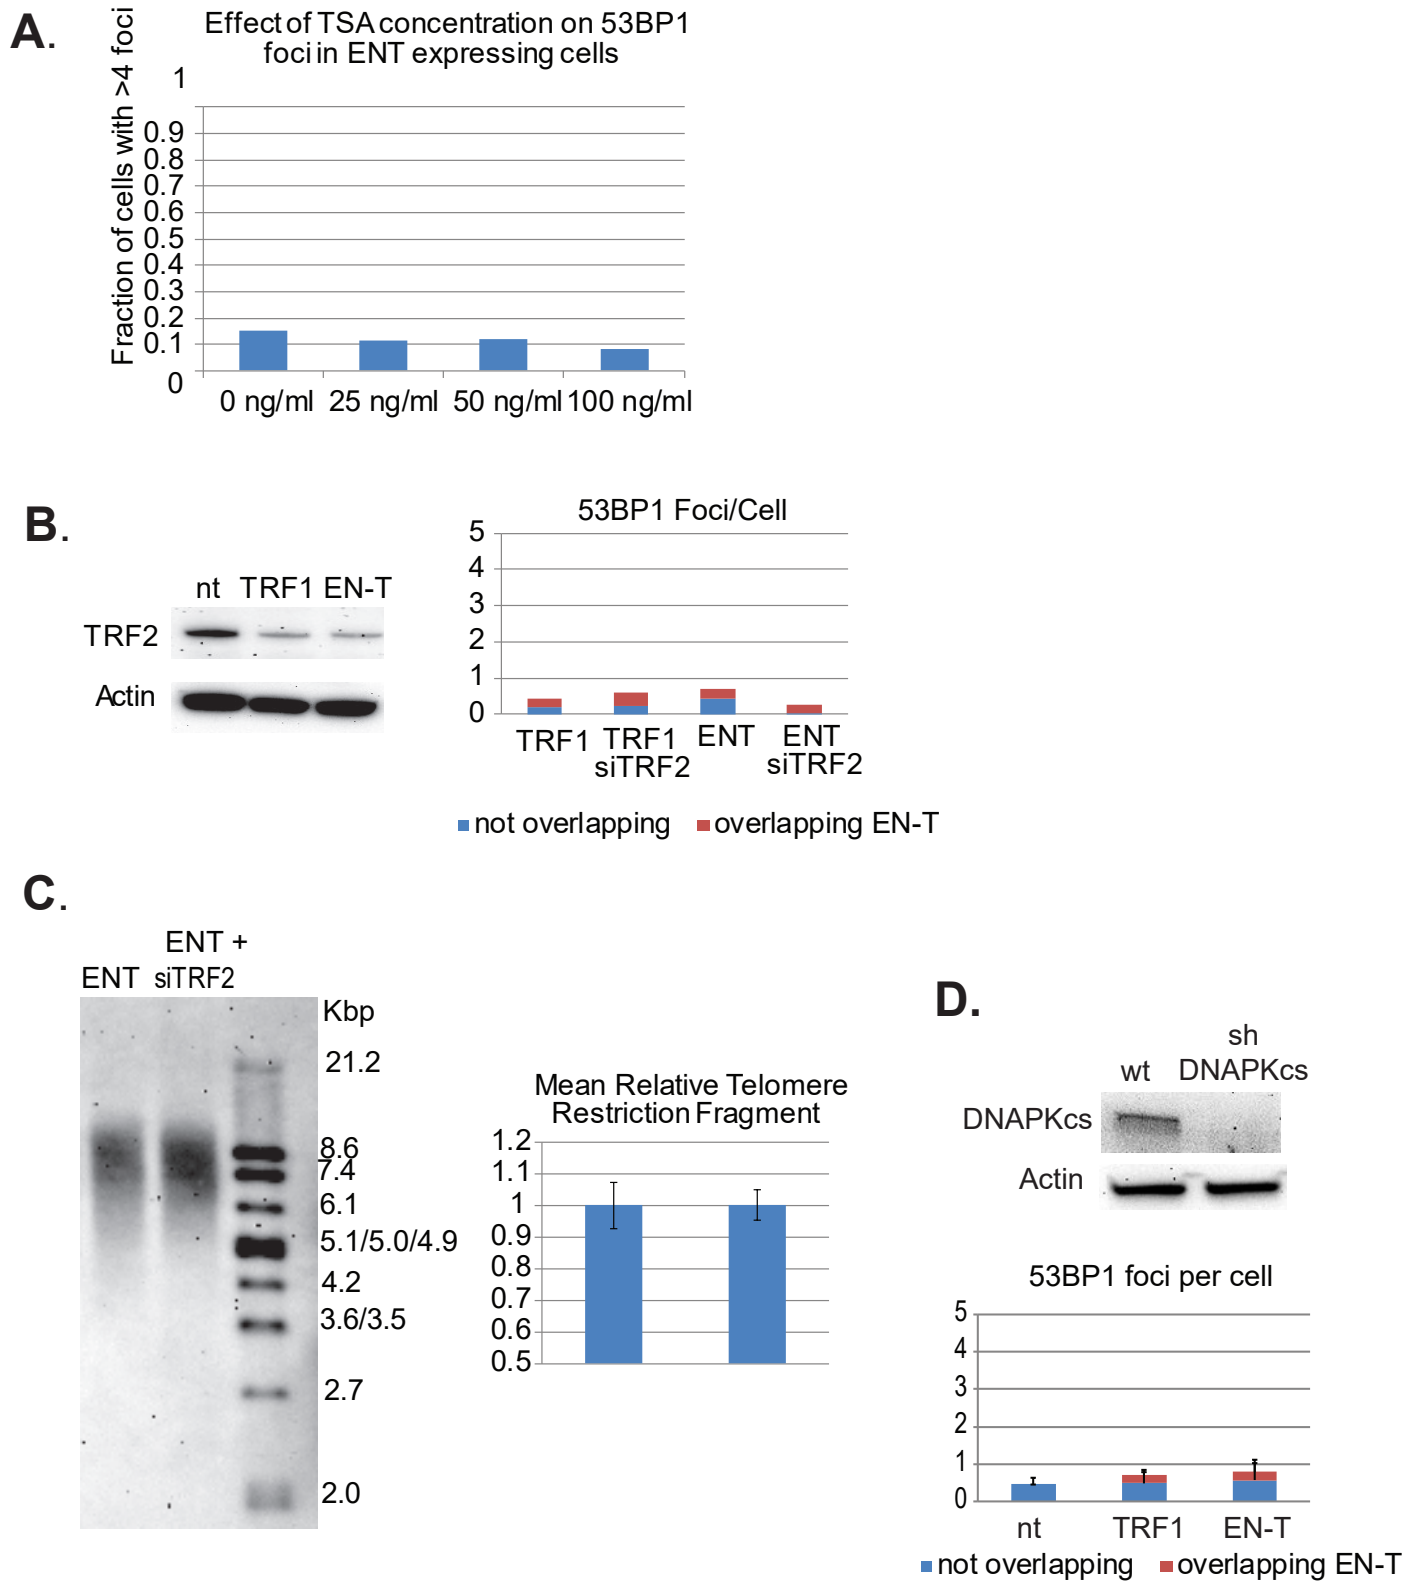 A.
Effect of TSA concentration on 53BP1
foci in ENT expressing cells
Fraction of cells with >4 foci
1
0.9
0.8
0.7
0.6
0.5
0.4
0.3
0.2
0.1
0
0 ng/ml 25 ng/ml 50 ng/ml 100 ng/ml
B.
nt TRF1 EN-T
TRF2
Actin
53BP1 Foci/Cell
5
4
3
2
1
0
TRF1 TRF1 ENT ENT
siTRF2 siTRF2
not overlapping overlapping EN-T
C.
ENT +
ENT siTRF2
Kbp
21.2
8.6
7.4
6.1
5.1/5.0/4.9
4.2
3.6/3.5
2.7
2.0
Mean Relative Telomere
Restriction Fragment
1.2
1.1
1
0.9
0.8
0.7
0.6
0.5
D.
sh
wt DNAPKcs
DNAPKcs
Actin
53BP1 foci per cell
5
4
3
2
1
0
nt TRF1 EN-T
not overlapping overlapping EN-T